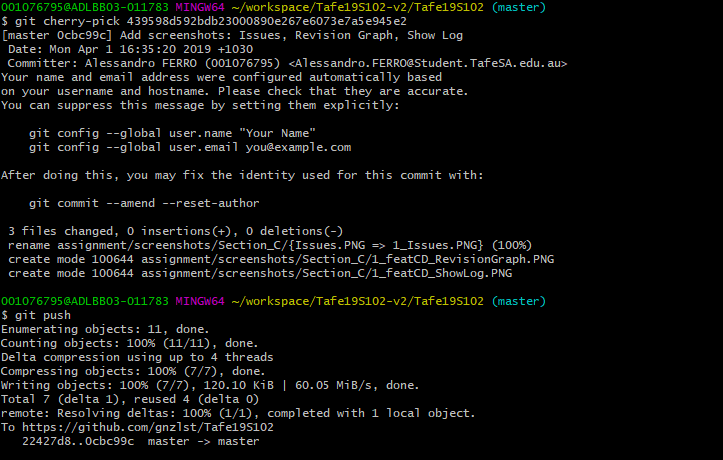 001076795@ADLBB03-011783 MINGW64 ~/workspace/Tafe19S102-v2/Tafe19S102 (master)
$ git cherry-pick 439598d592bdb23000890e267e6073e7a5e945e2
[master 0cbc99c] Add screenshots: Issues, Revision Graph, Show Log
 Date: Mon Apr 1 16:35:20 2019 +1030
 Committer: Alessandro FERRO (001076795) <Alessandro.FERRO@Student.TafeSA.edu.au>
Your name and email address were configured automatically based
on your username and hostname. Please check that they are accurate.
You can suppress this message by setting them explicitly:

    git config --global user.name "Your Name"
    git config --global user.email you@example.com

After doing this, you may fix the identity used for this commit with:

    git commit --amend --reset-author

 3 files changed, 0 insertions(+), 0 deletions(-)
 rename assignment/screenshots/Section_C/{Issues.PNG => 1_Issues.PNG} (100%)
 create mode 100644 assignment/screenshots/Section_C/1_featCD_RevisionGraph.PNG
 create mode 100644 assignment/screenshots/Section_C/1_featCD_ShowLog.PNG

001076795@ADLBB03-011783 MINGW64 ~/workspace/Tafe19S102-v2/Tafe19S102 (master)
$ git push
Enumerating objects: 11, done.
Counting objects: 100% (11/11), done.
Delta compression using up to 4 threads
Compressing objects: 100% (7/7), done.
Writing objects: 100% (7/7), 120.10 KiB | 60.05 MiB/s, done.
Total 7 (delta 1), reused 4 (delta 0)
remote: Resolving deltas: 100% (1/1), completed with 1 local object.
To https://github.com/gnzlst/Tafe19S102
   22427d8..0cbc99c  master -> master